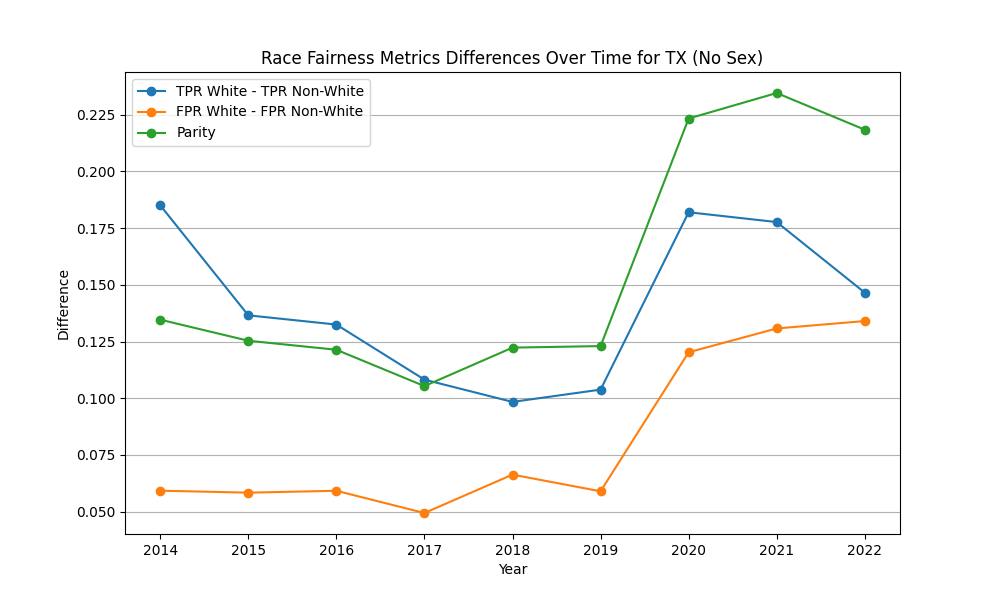 Race Fairness Metrics Differences Over Time for TX (No Sex)
TPR White - TPR Non-White
FPR White - FPR Non-White
Parity
0.225
0.200
0.175
0.150
0.125
0.100
0.075
0.050
Difference
2014 2015 2016 2017 2018 2019 2020 2021 2022
Year